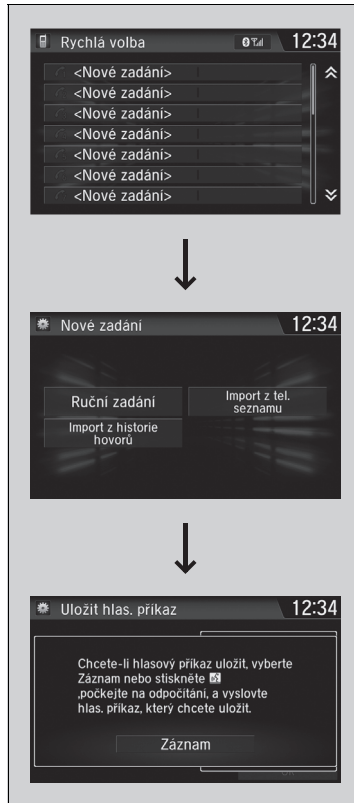 Rychlá volba 12:34
<Nové zadání>
<Nové zadání>
<Nové zadání>
<Nové zadání>
<Nové zadání>
<Nové zadání>
<Nové zadání>
Nové zadání 12:34
Ruční zadání
Import z tel.
seznamu
Import z historie
hovorů
Uložit hlas. příkaz 12:34
Chcete-li hlasový příkaz uložit, vyberte
Záznam nebo stiskněte
,počkejte na odpočítání, a vyslovte
hlas. příkaz, který chcete uložit.
Záznam